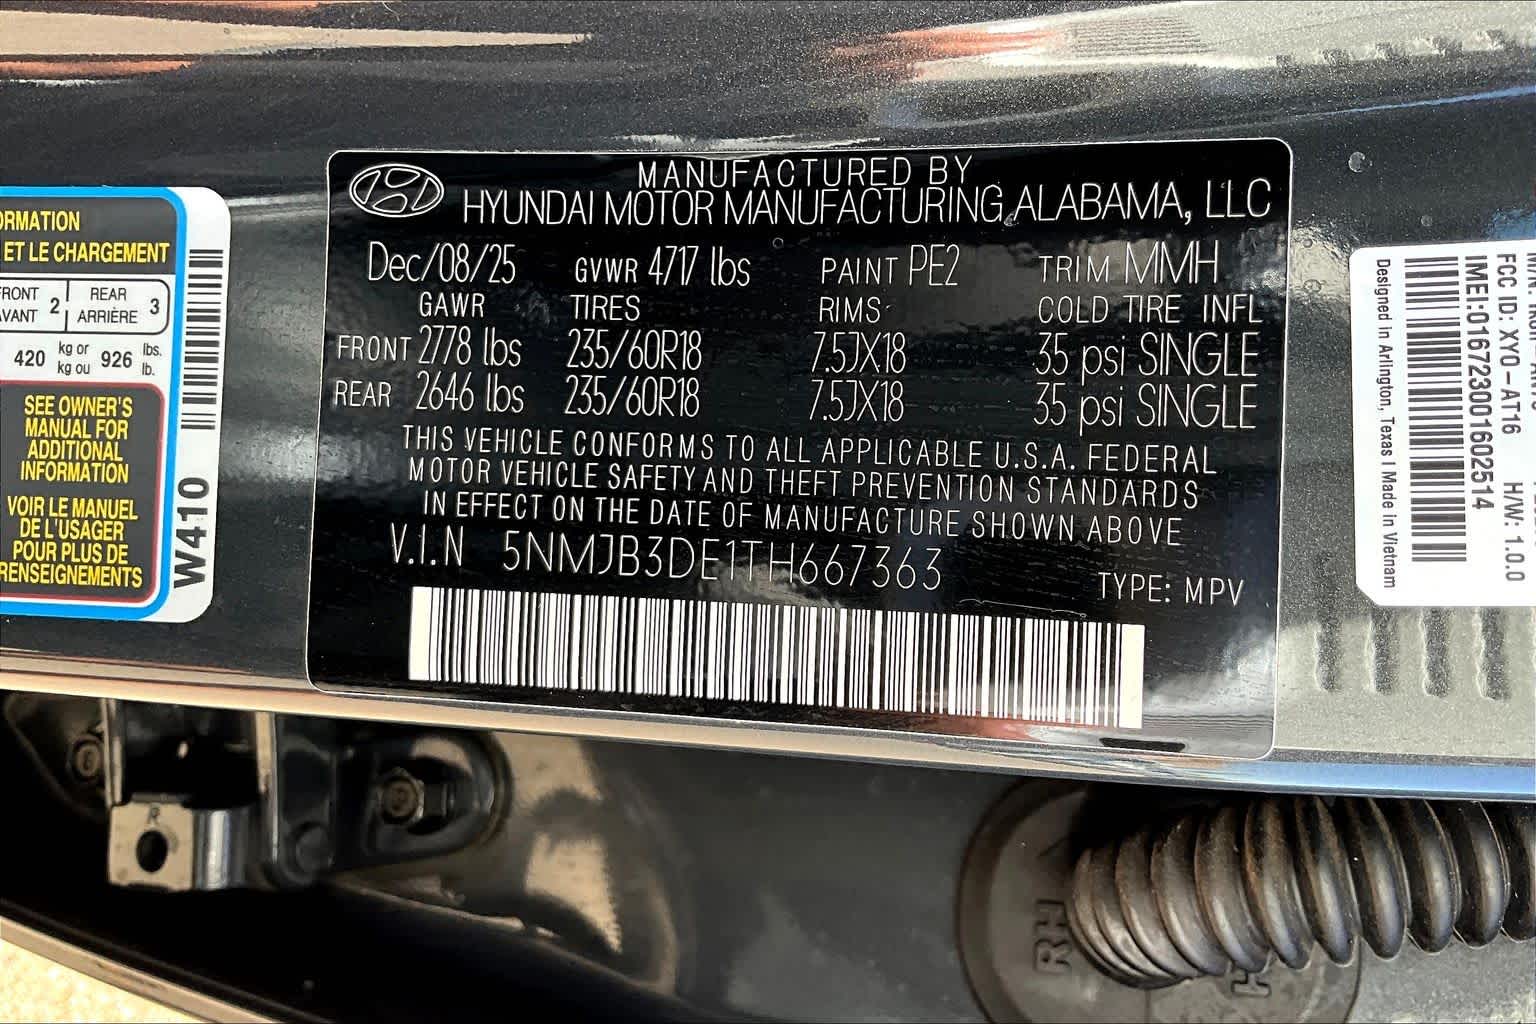 ORMATION
ET LE CHARGEMENT
FRONT 2 REAR 3
AVANT ARRIÈRE
420 kg or 926 lbs.
kg ou lb.
SEE OWNER'S
MANUAL FOR
ADDITIONAL
INFORMATION
VOIR LE MANUEL
DE L'USAGER
POUR PLUS DE
RENSEIGNEMENTS
W410
MANUFACTURED BY
HYUNDAI MOTOR MANUFACTURING ALABAMA, LLC
Dec/08/25 GVWR 4717 lbs PAINT PE2 TRIM MMH
GAWR TIRES RIMS COLD TIRE INFL
FRONT 2778 lbs 235/60R18 7.5JX18 35 psi SINGLE
REAR 2646 lbs 235/60R18 7.5JX18 35 psi SINGLE
THIS VEHICLE CONFORMS TO ALL APPLICABLE U.S.A. FEDERAL
MOTOR VEHICLE SAFETY AND THEFT PREVENTION STANDARDS
IN EFFECT ON THE DATE OF MANUFACTURE SHOWN ABOVE
V.I.N 5NMJB3DE1TH667363
TYPE: MPV
FCC ID: XYO-AT16 H/W: 1.0.0
IMEI:016723001602514
Designed in Arlington, Texas | Made in Vietnam
R
RH